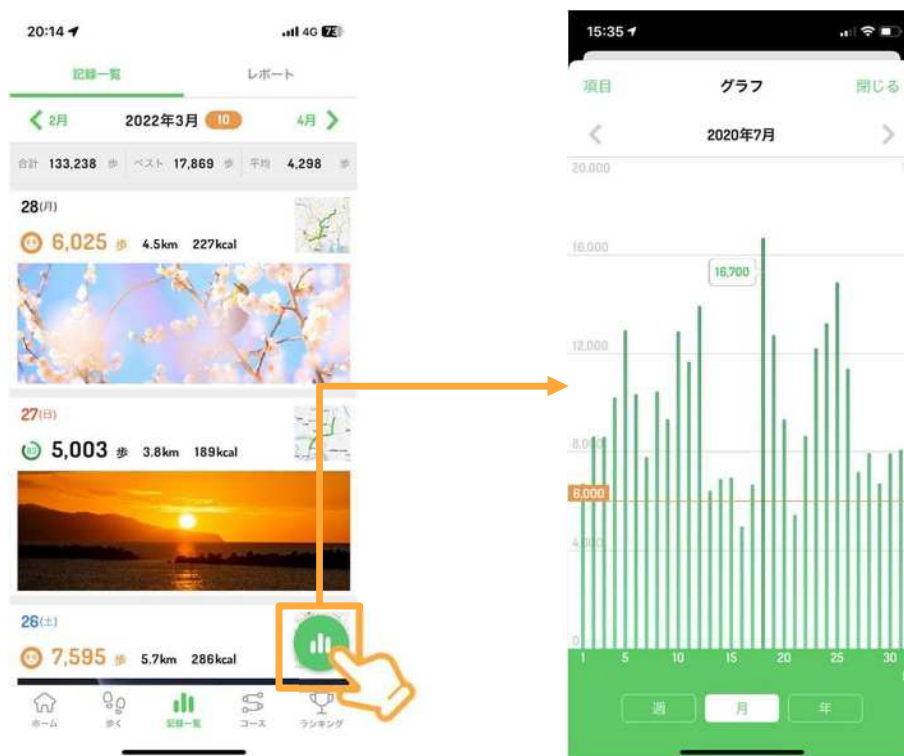 20:14
4G 73
記録一覧 レポート
2月 2022年3月 10 4月
合計 133,238 歩 ベスト 17,869 歩 平均 4,298 歩
28(月)
6,025 歩 4.5km 227kcal
27(日)
5,003 歩 3.8km 189kcal
26(土)
7,595 歩 5.7km 286kcal
ホーム 歩く 記録一覧 コース ランキング
15:35
項目 グラフ 閉じる
2020年7月
20,000
16,000
16,700
12,000
8,000
6,000
4,000
0
1 5 10 15 20 25 30
週 月 年